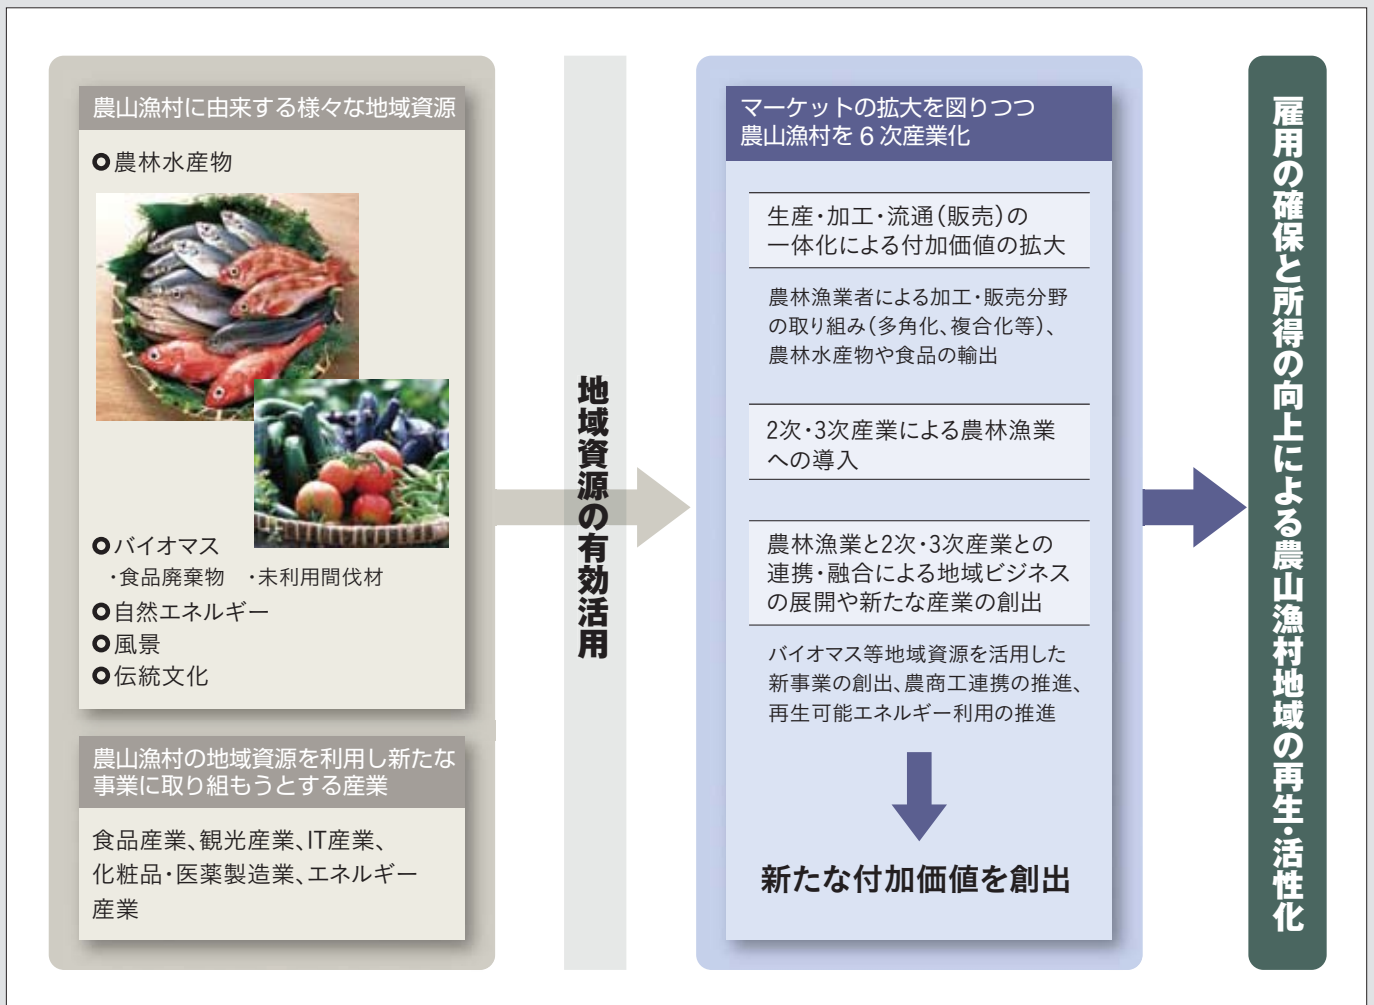 農山漁村に由来する様々な地域資源
農林水産物
バイオマス
・食品廃棄物 ・未利用間伐材
自然エネルギー
風景
伝統文化
農山漁村の地域資源を利用し新たな
事業に取り組もうとする産業
食品産業、観光産業、IT産業、
化粧品・医薬製造業、エネルギー
産業
地域資源の有効活用
マーケットの拡大を図りつつ
農山漁村を6次産業化
生産・加工・流通(販売)の
一体化による付加価値の拡大
農林漁業者による加工・販売分野
の取り組み(多角化、複合化等)、
農林水産物や食品の輸出
2次・3次産業による農林漁業
への導入
農林漁業と2次・3次産業との
連携・融合による地域ビジネス
の展開や新たな産業の創出
バイオマス等地域資源を活用した
新事業の創出、農商工連携の推進、
再生可能エネルギー利用の推進
新たな付加価値を創出
雇用の確保と所得の向上による農山漁村地域の再生・活性化